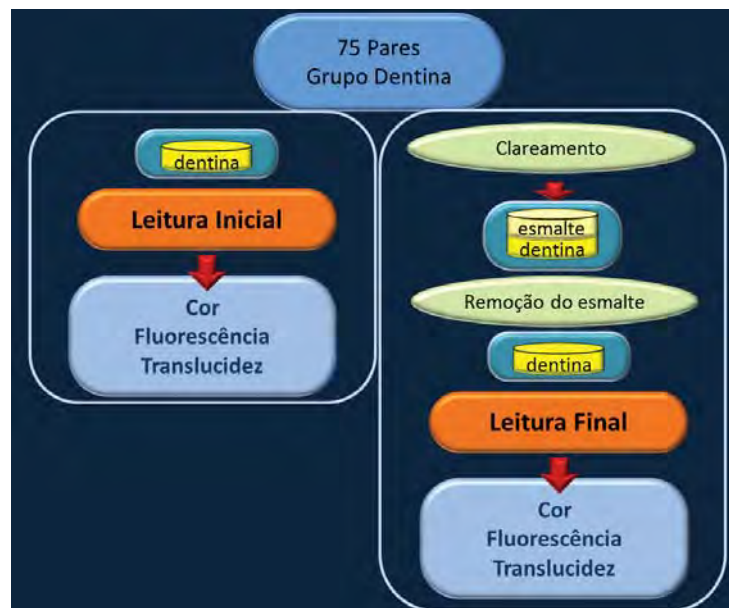 75 Pares
Grupo Dentina
dentina
Leitura Inicial
Cor
Fluorescência
Translucidez
Clareamento
esmalte
dentina
Remoção do esmalte
dentina
Leitura Final
Cor
Fluorescência
Translucidez